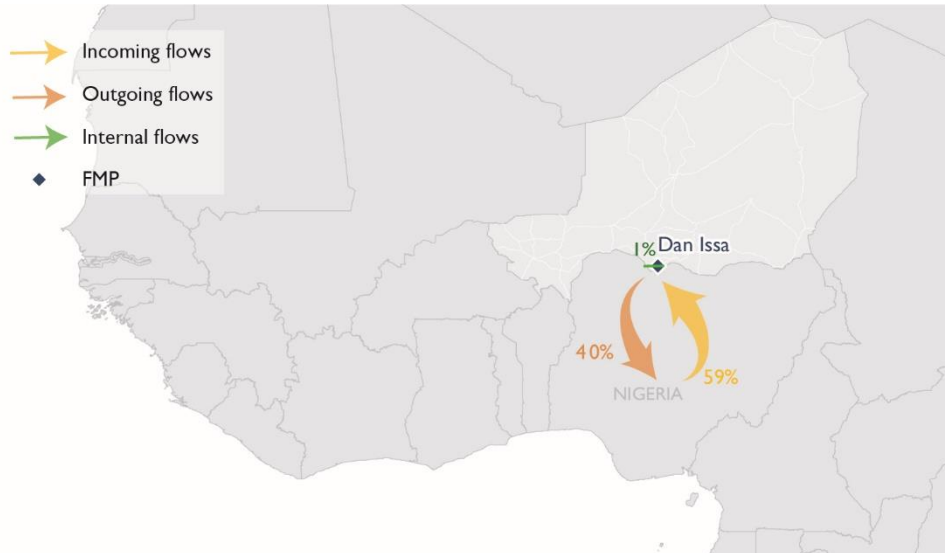 Incoming flows
Outgoing flows
Internal flows
FMP
1%
Dan Issa
40%
59%
NIGERIA